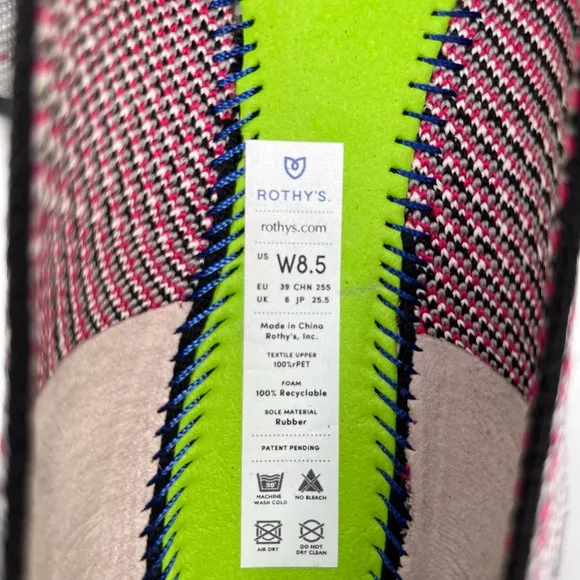 ROTHY'S.
rothys.com
US W8.5
EU 39 CHN 255
UK 6 JP 25.5
Made in China
Rothy's, Inc.
TEXTILE UPPER
100%rPET
FOAM
100% Recyclable
SOLE MATERIAL
Rubber
PATENT PENDING
30°
MACHINE WASH COLD
NO BLEACH
AIR DRY
DO NOT DRY CLEAN